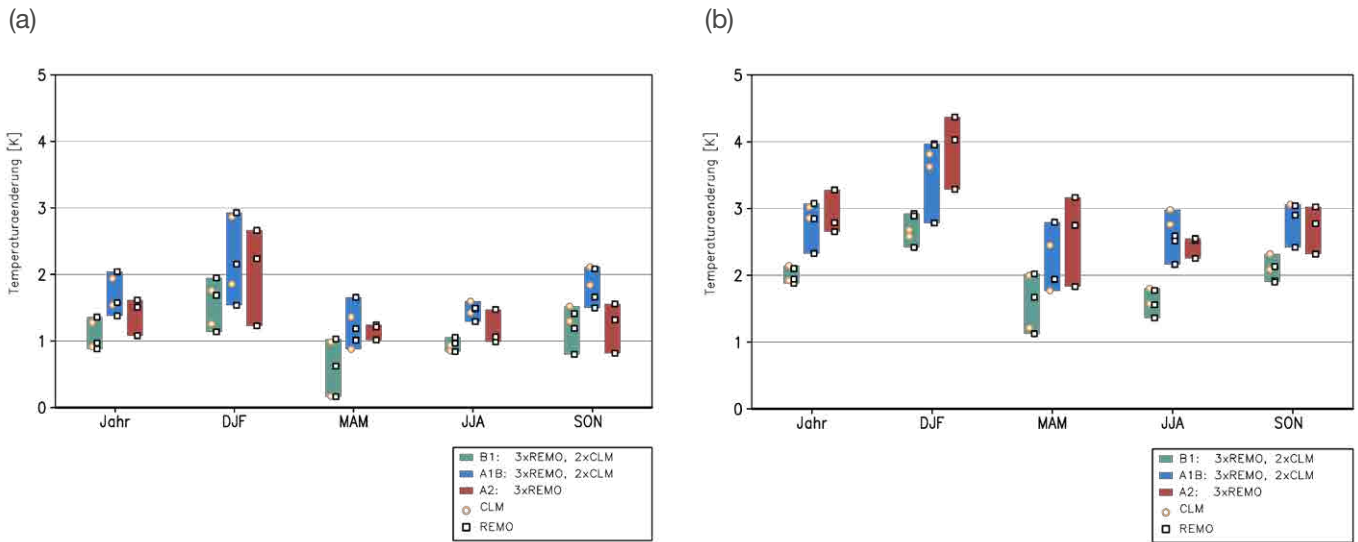 (a)
5
4
3
2
1
0
Temperaturaenderung [K]
Jahr DJF MAM JJA SON
B1: 3xREMO, 2xCLM
A1B: 3xREMO, 2xCLM
A2: 3xREMO
CLM
REMO
(b)
5
4
3
2
1
0
Temperaturaenderung [K]
Jahr DJF MAM JJA SON
B1: 3xREMO, 2xCLM
A1B: 3xREMO, 2xCLM
A2: 3xREMO
CLM
REMO